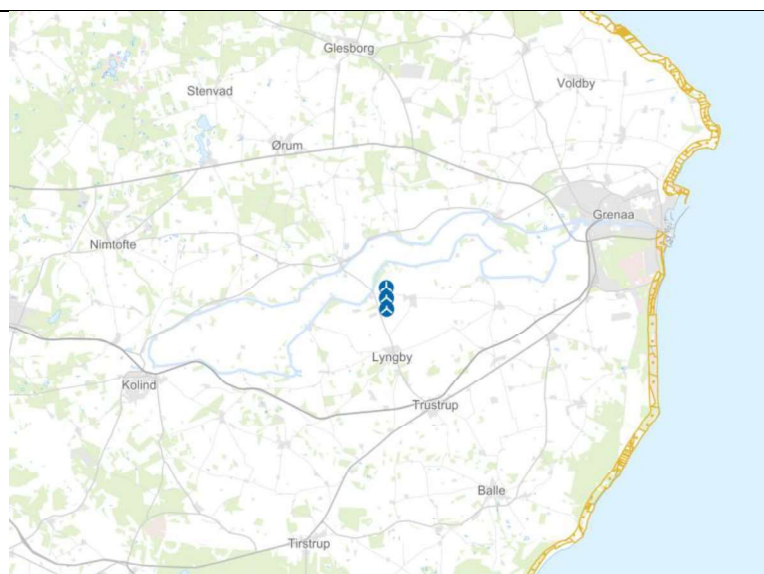 Glesborg
Voldby
Stenvad
Ørum
Grenaa
Nimtofte
Lyngby
Kolind
Trustrup
Balle
Tirstrup